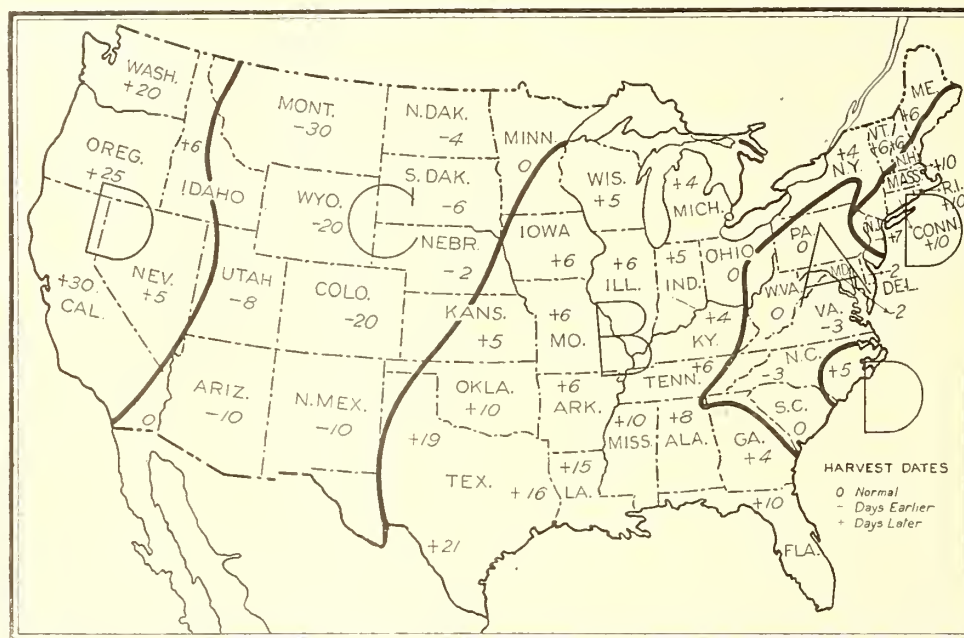 WASH.
+20
OREG.
+25
+6
IDAHO
MONT.
-30
WYO.
-20
N.DAK.
-4
S.DAK.
-6
NEBR.
-2
MINN.
0
WIS.
+5
+4
MICH.
IOWA
+6
+6
ILL.
+5
IND.
OHIO
0
PA.
0
+4
N.Y.
VT.
+6
+6
N.H.
ME.
+6
MASS.
+10
R.I.
+10
CONN.
+10
N.J.
+7
MD.
-2
DEL.
-2
W.VA.
0
VA.
-3
D
C
B
A
D
D
+30
CAL.
NEV.
+5
UTAH
-8
COLO.
-20
KANS.
+5
+6
MO.
+4
KY.
+6
TENN.
N.C.
-3
+5
S.C.
0
0
ARIZ.
-10
N.MEX.
-10
OKLA.
+10
+6
ARK.
+10
MISS.
+8
ALA.
GA.
+4
+19
TEX.
+16
+21
+15
LA.
+10
FLA.
HARVEST DATES
0 Normal
- Days Earlier
+ Days Later